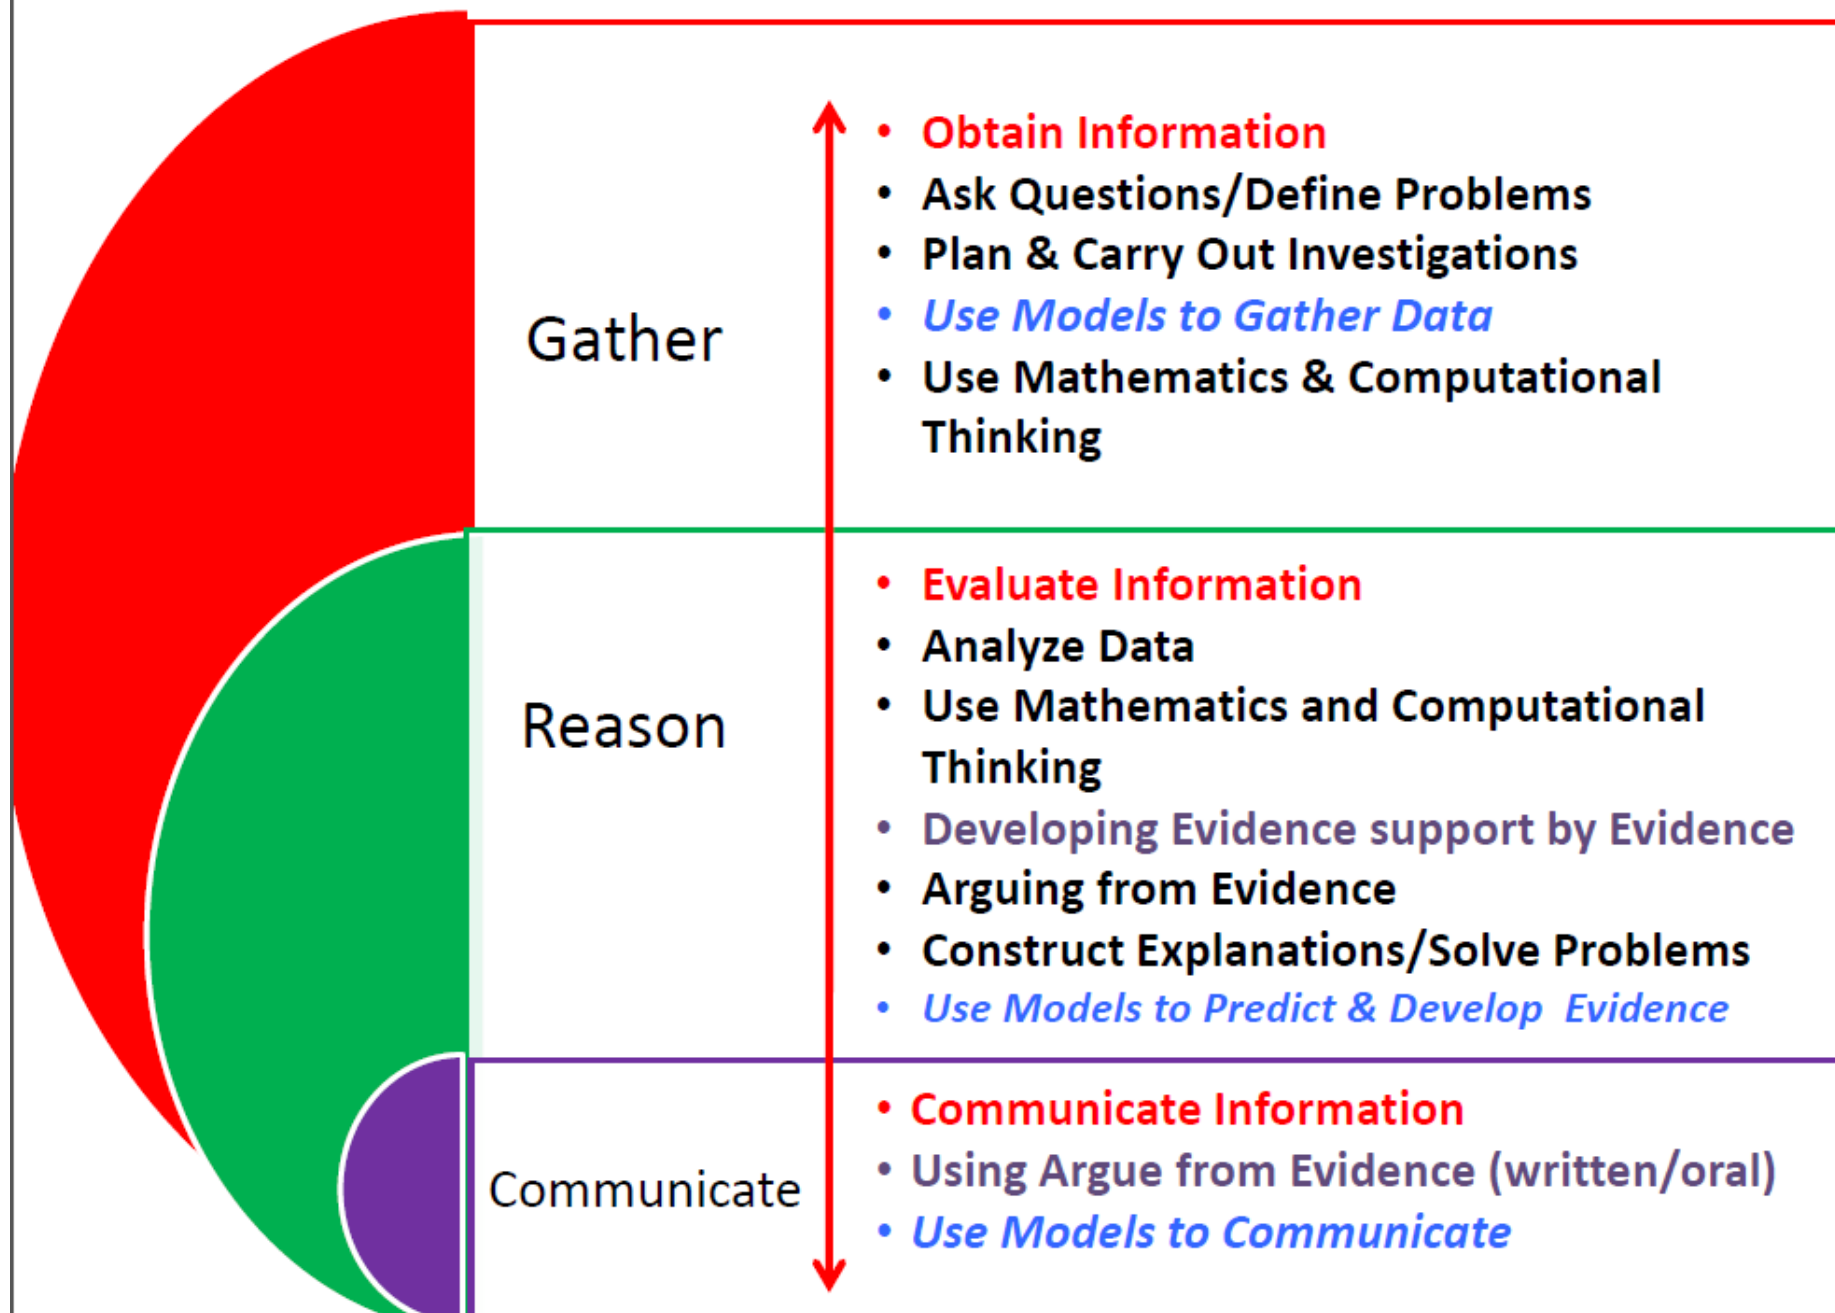 Gather
• Obtain Information
• Ask Questions/Define Problems
• Plan & Carry Out Investigations
• Use Models to Gather Data
• Use Mathematics & Computational
Thinking
Reason
• Evaluate Information
• Analyze Data
• Use Mathematics and Computational
Thinking
• Developing Evidence support by Evidence
• Arguing from Evidence
• Construct Explanations/Solve Problems
• Use Models to Predict & Develop Evidence
Communicate
• Communicate Information
• Using Argue from Evidence (written/oral)
• Use Models to Communicate